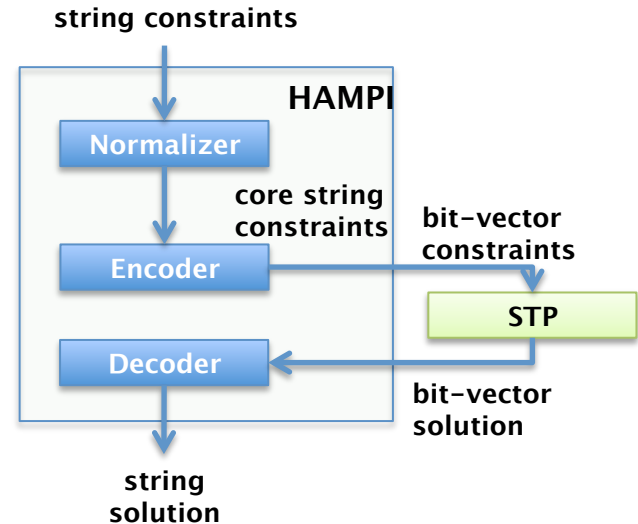 string constraints
HAMPI
Normalizer
core string
constraints
bit-vector
constraints
Encoder
STP
Decoder
bit-vector
solution
string
solution